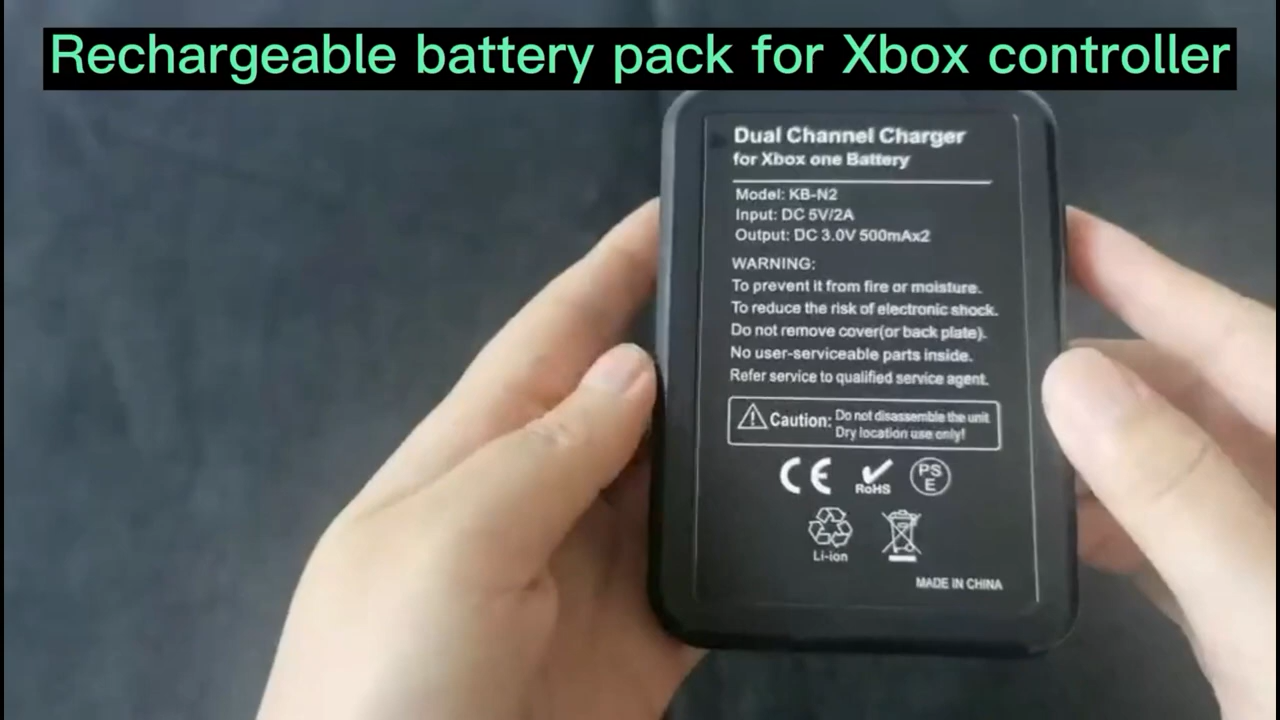 Rechargeable battery pack for Xbox controller
Dual Channel Charger
for Xbox one Battery
Model: KB-N2
Input: DC 5V/2A
Output: DC 3.0V 500mAx2
WARNING:
To prevent it from fire or moisture.
To reduce the risk of electronic shock.
Do not remove cover(or back plate).
No user-serviceable parts inside.
Refer service to qualified service agent.
Caution: Do not disassemble the unit
Dry location use only!
CE RoHS PSE
Li-ion
MADE IN CHINA